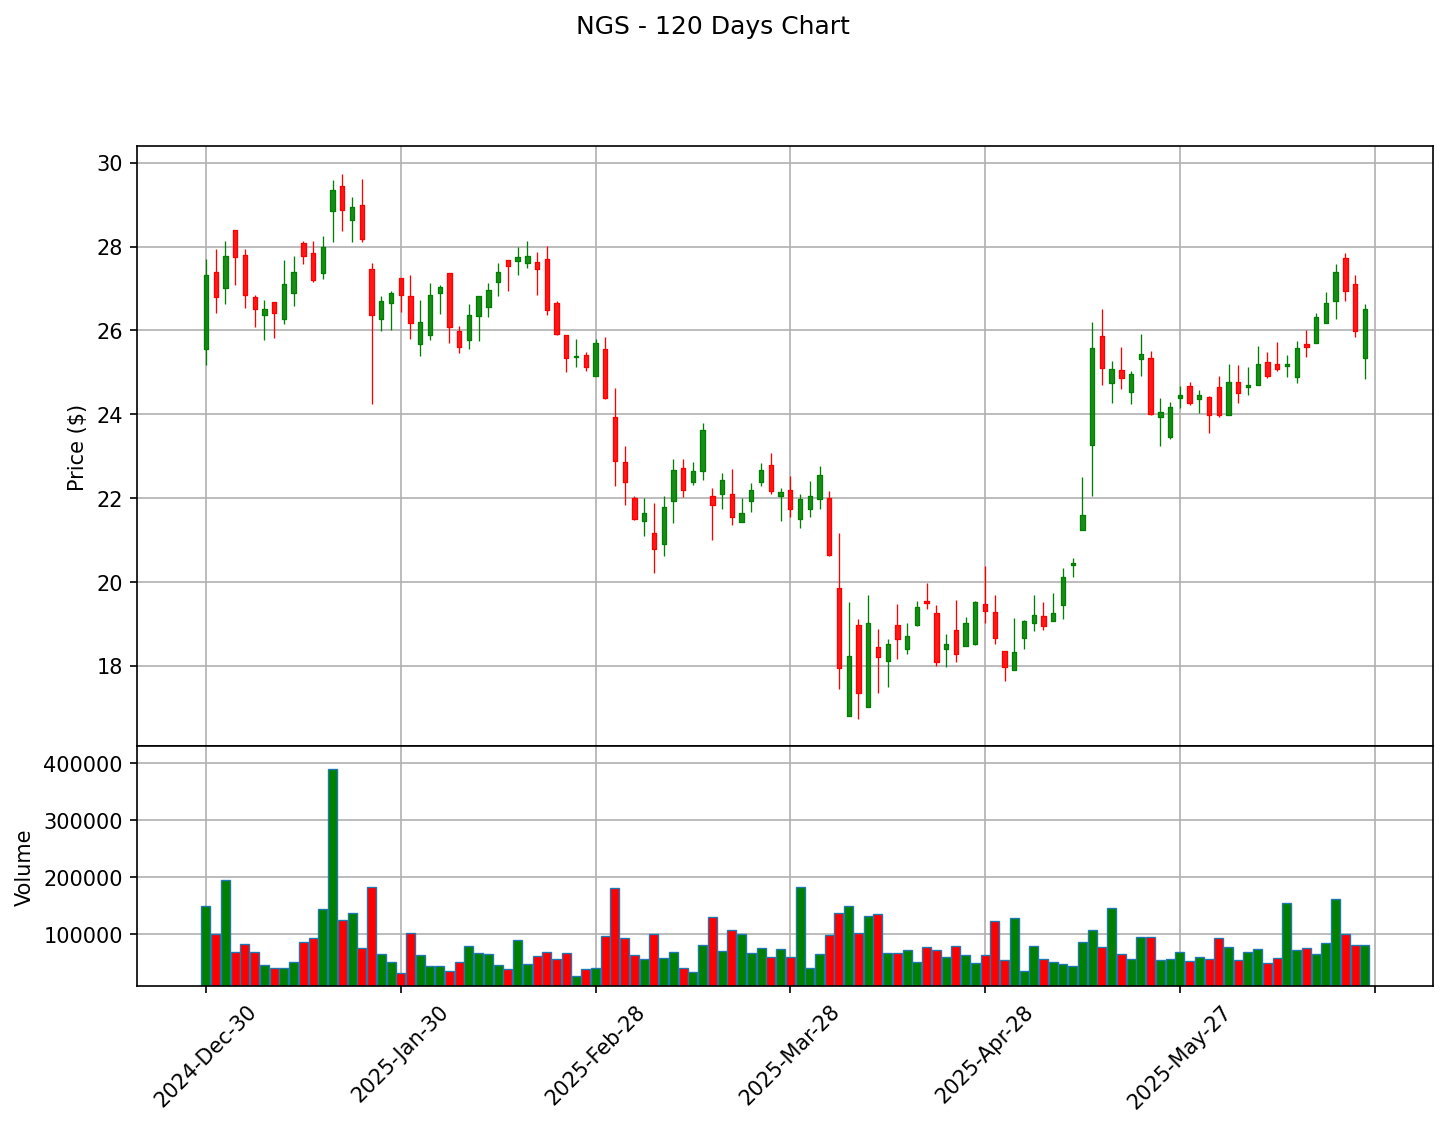 NGS - 120 Days Chart
30
28
26
24
22
20
18
Price ($)
400000
300000
200000
100000
Volume
2024-Dec-30
2025-Jan-30
2025-Feb-28
2025-Mar-28
2025-Apr-28
2025-May-27